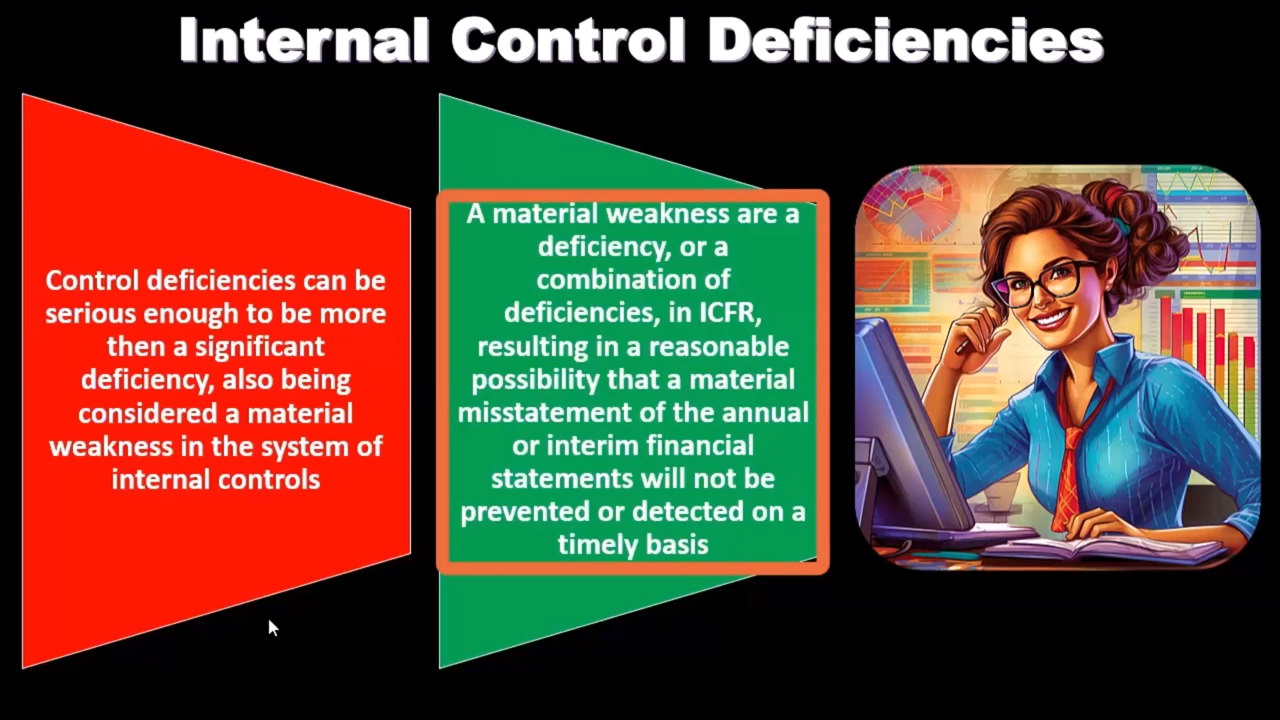 Internal Control Deficiencies
Control deficiencies can be
serious enough to be more
then a significant
deficiency, also being
considered a material
weakness in the system of
internal controls
A material weakness are a
deficiency, or a
combination of
deficiencies, in ICFR,
resulting in a reasonable
possibility that a material
misstatement of the annual
or interim financial
statements will not be
prevented or detected on a
timely basis